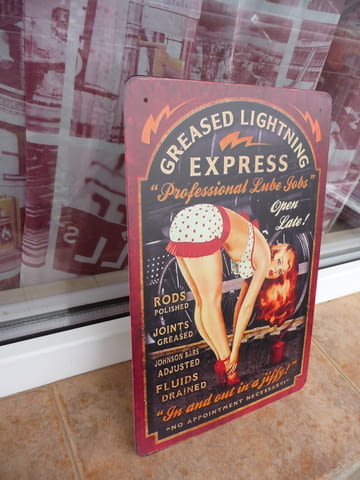 GREASED LIGHTNING
EXPRESS
"Professional Lube Jobs"
Open
Late!
RODS
POLISHED
JOINTS
GREASED
JOHNSON BARS
ADJUSTED
FLUIDS
DRAINED
"In and out in a jiffy!"
"NO APPOINTMENT NECESSARY!"